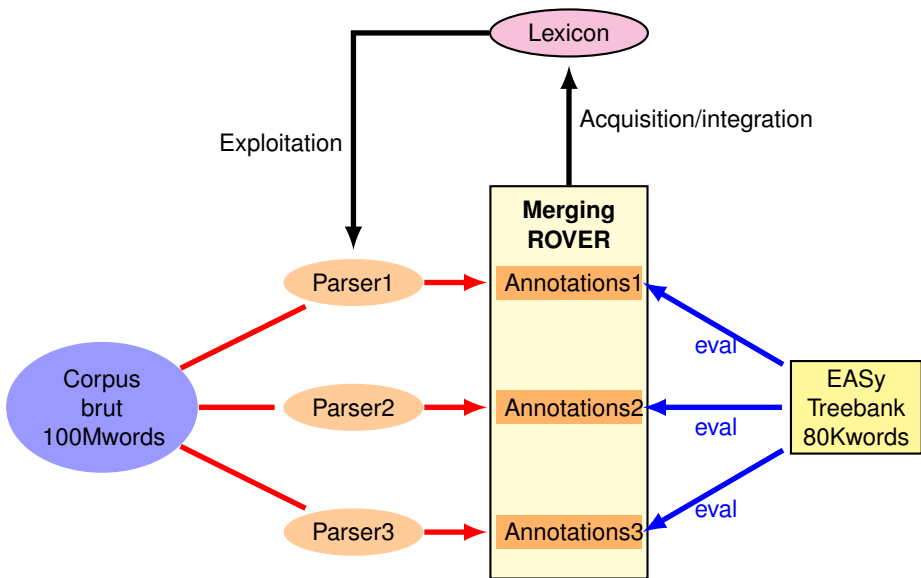 Lexicon
Acquisition/integration
Exploitation
Merging
ROVER
Parser1
Annotations1
eval
Corpus
brut
100Mwords
Parser2
Annotations2
eval
EASy
Treebank
80Kwords
Parser3
Annotations3
eval